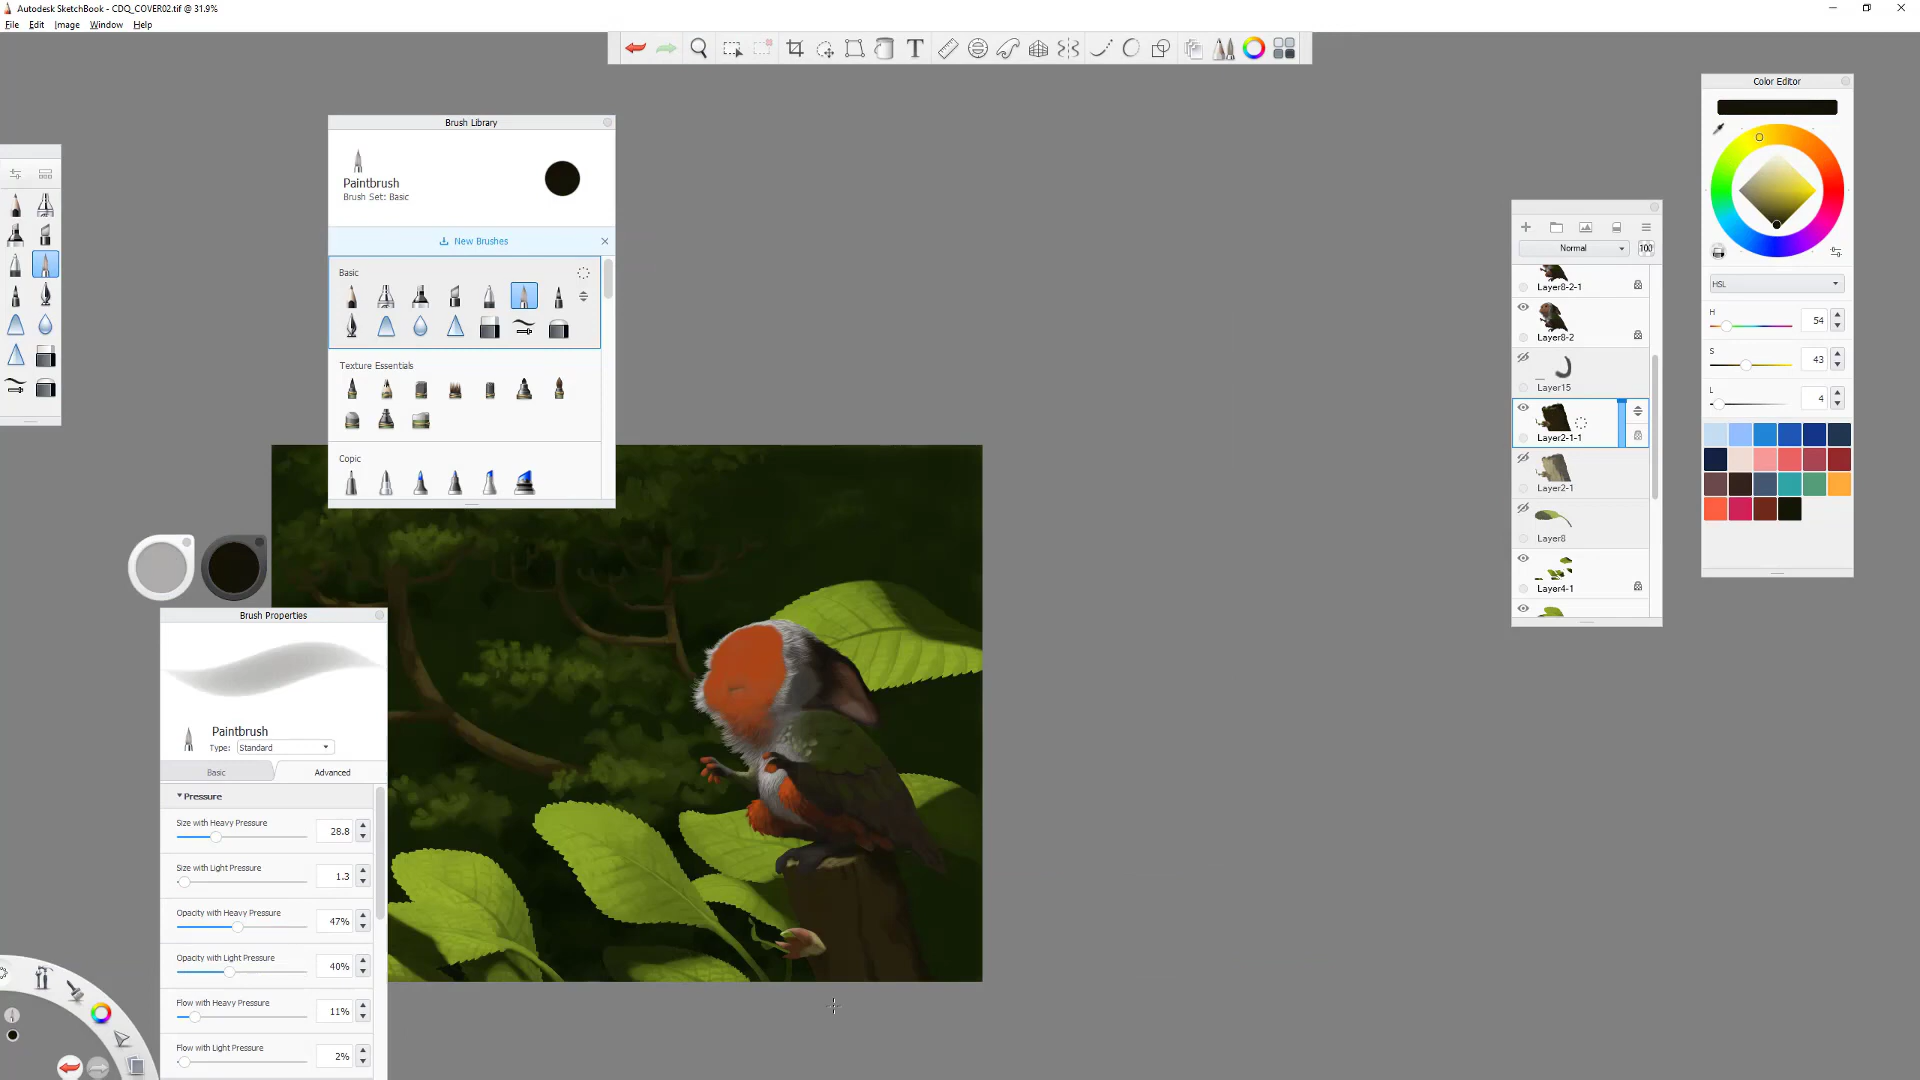 Autodesk SketchBook - CDQ_COVER02.tif @ 31.9%
File Edit Image Window Help
T
Color Editor
Brush Library
Paintbrush
Brush Set: Basic
New Brushes
Basic
Texture Essentials
Copic
Normal
100
Layer8-2-1
Layer8-2
Layer15
Layer2-1-1
Layer2-1
Layer8
Layer4-1
HSL
H
54
S
43
L
4
Brush Properties
Paintbrush
Type: Standard
Basic
Advanced
Pressure
Size with Heavy Pressure
28.8
Size with Light Pressure
1.3
Opacity with Heavy Pressure
47%
Opacity with Light Pressure
40%
Flow with Heavy Pressure
11%
Flow with Light Pressure
2%